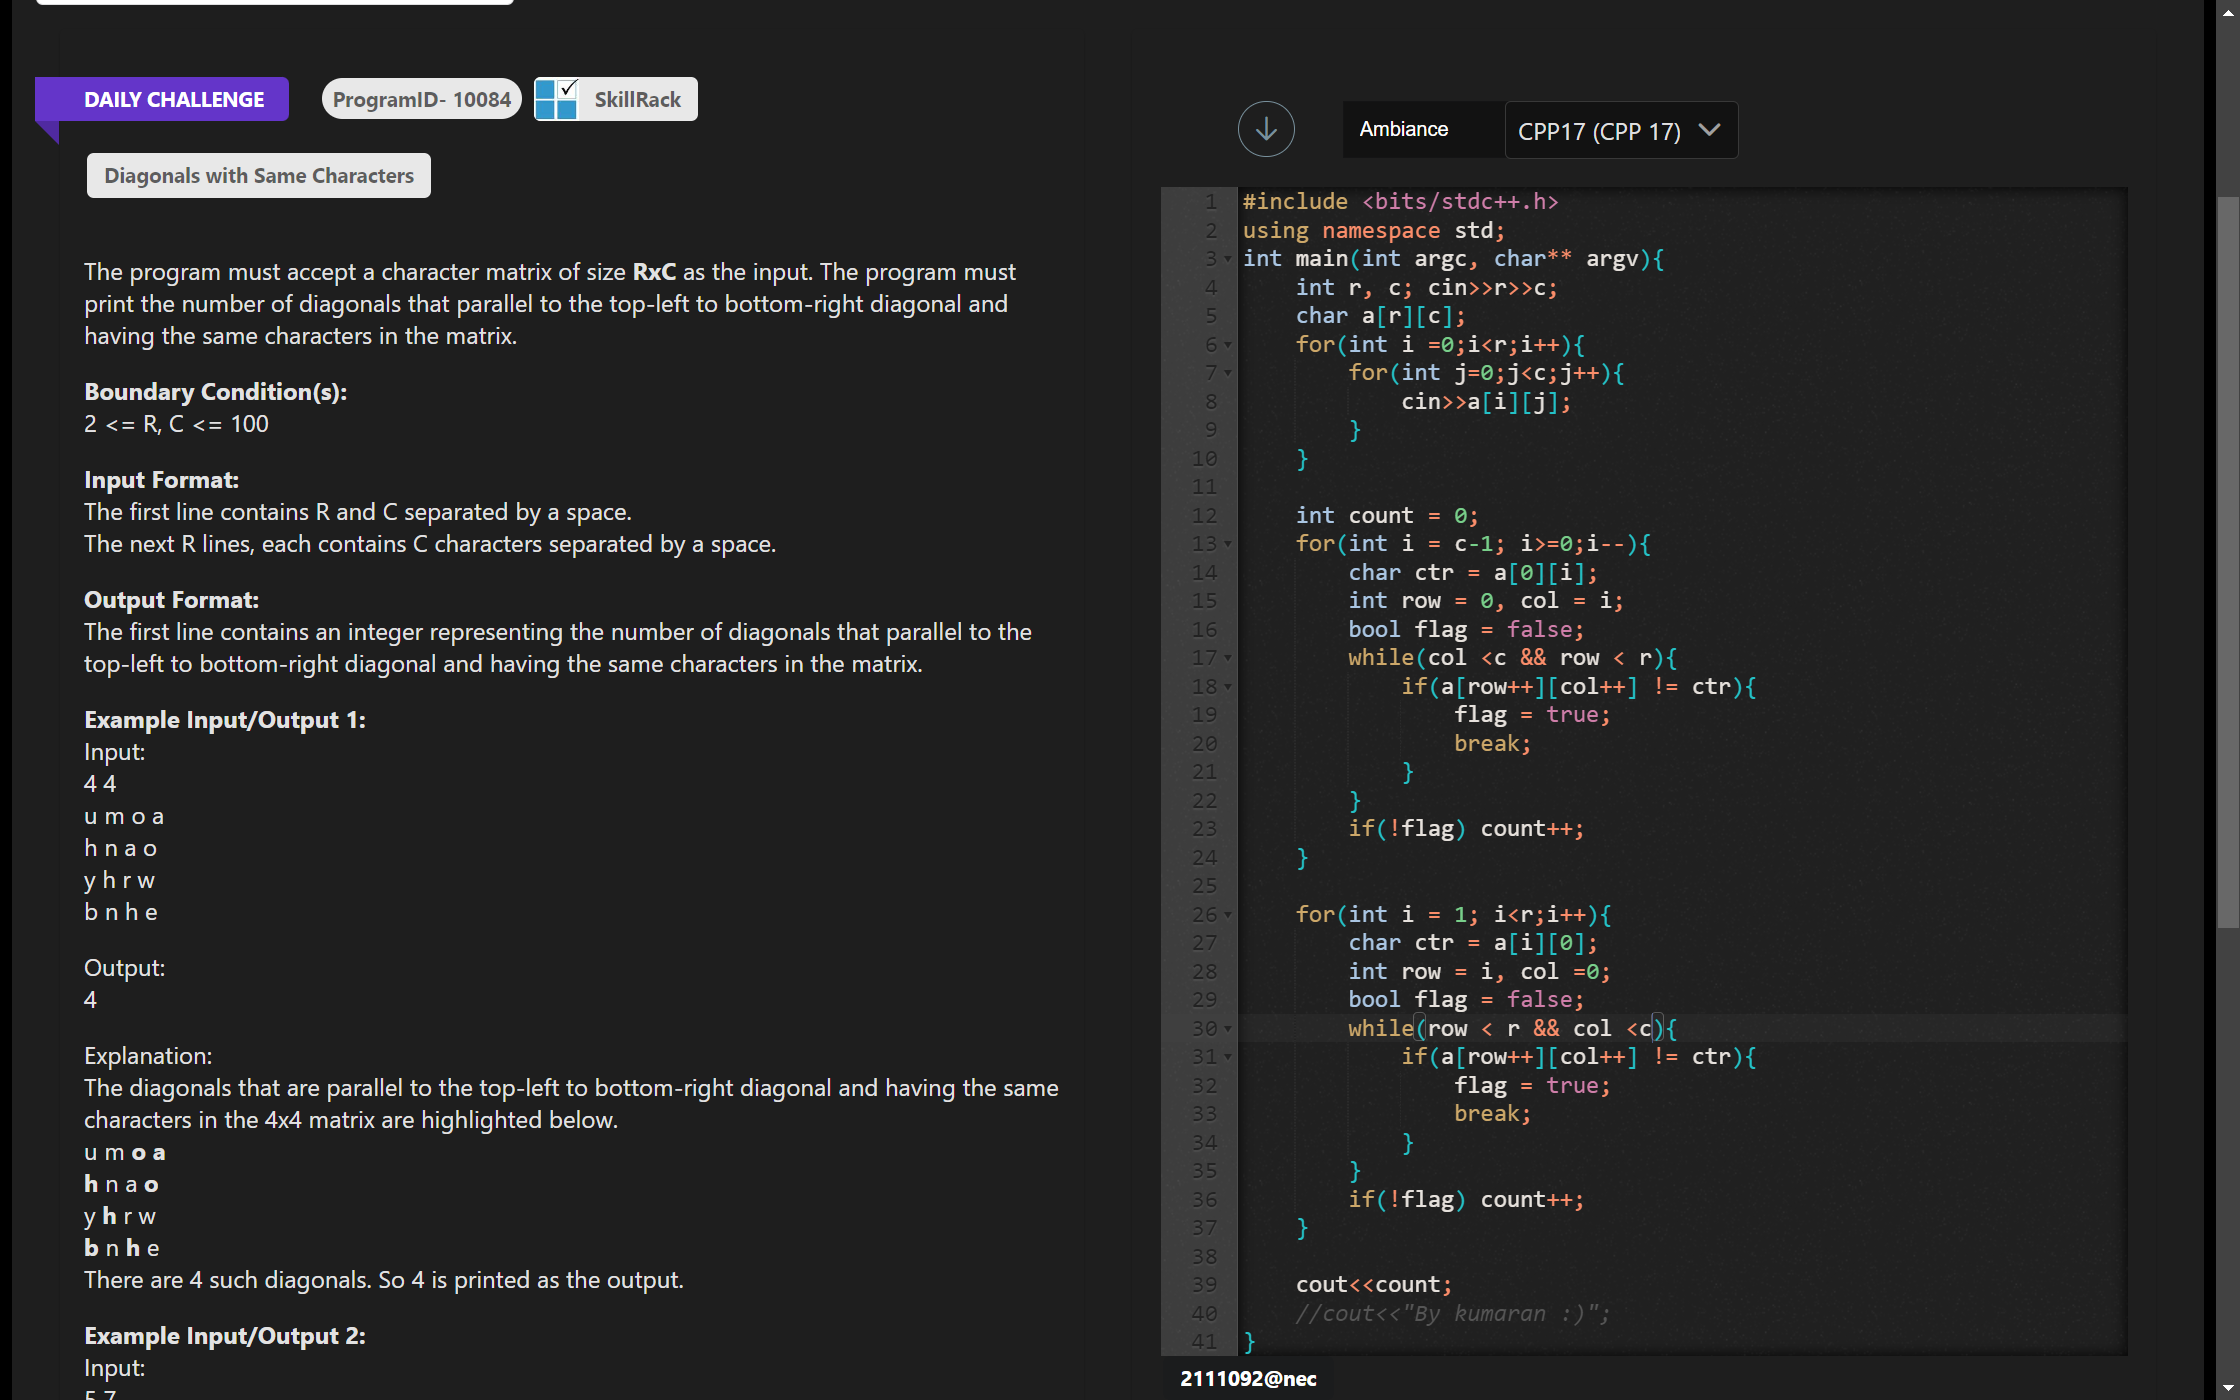 DAILY CHALLENGE
ProgramID- 10084
SkillRack
Diagonals with Same Characters
The program must accept a character matrix of size RxC as the input. The program must
print the number of diagonals that parallel to the top-left to bottom-right diagonal and
having the same characters in the matrix.
Boundary Condition(s):
2 <= R, C <= 100
Input Format:
The first line contains R and C separated by a space.
The next R lines, each contains C characters separated by a space.
Output Format:
The first line contains an integer representing the number of diagonals that parallel to the
top-left to bottom-right diagonal and having the same characters in the matrix.
Example Input/Output 1:
Input:
4 4
u m o a
h n a o
y h r w
b n h e
Output:
4
Explanation:
The diagonals that are parallel to the top-left to bottom-right diagonal and having the same
characters in the 4x4 matrix are highlighted below.
u m o a
h n a o
y h r w
b n h e
There are 4 such diagonals. So 4 is printed as the output.
Example Input/Output 2:
Input:
5 7
Ambiance
CPP17 (CPP 17)
1 #include <bits/stdc++.h>
2 using namespace std;
3 int main(int argc, char** argv){
4     int r, c; cin>>r>>c;
5     char a[r][c];
6     for(int i =0;i<r;i++){
7         for(int j=0;j<c;j++){
8             cin>>a[i][j];
9         }
10     }
11
12     int count = 0;
13     for(int i = c-1; i>=0;i--){
14         char ctr = a[0][i];
15         int row = 0, col = i;
16         bool flag = false;
17         while(col <c && row < r){
18             if(a[row++][col++] != ctr){
19                 flag = true;
20                 break;
21             }
22         }
23         if(!flag) count++;
24     }
25
26     for(int i = 1; i<r;i++){
27         char ctr = a[i][0];
28         int row = i, col =0;
29         bool flag = false;
30         while(row < r && col <c){
31             if(a[row++][col++] != ctr){
32                 flag = true;
33                 break;
34             }
35         }
36         if(!flag) count++;
37     }
38
39     cout<<count;
40     //cout<<"By kumaran :)";
41 }
2111092@nec